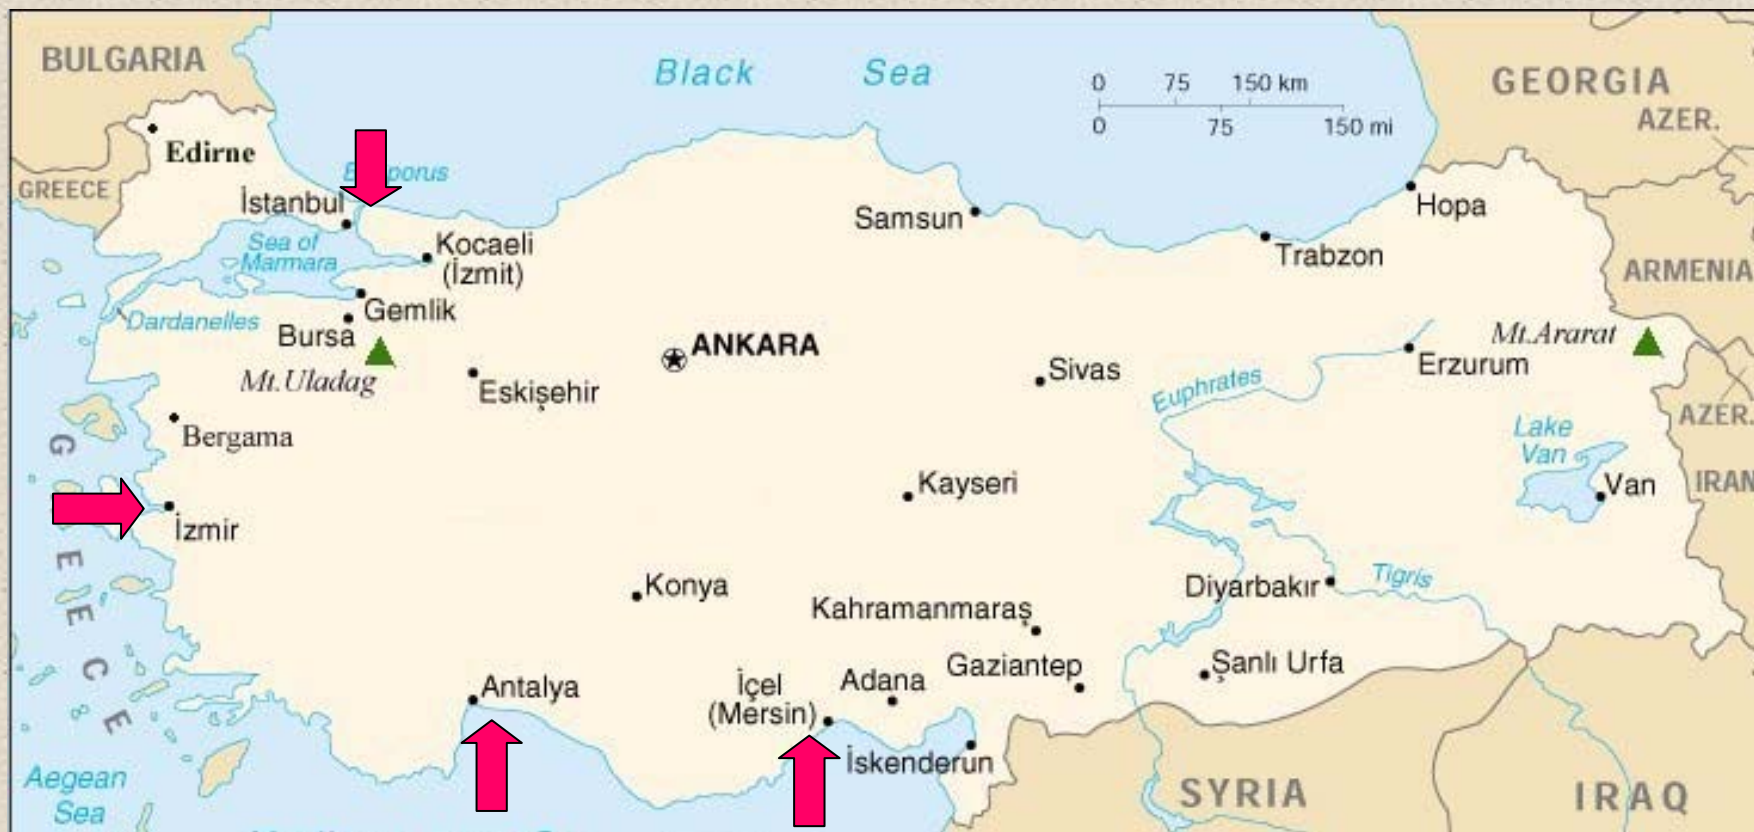 BULGARIA
Black Sea
0 75 150 km
0 75 150 mi
GEORGIA
AZER.
Edirne
GREECE
İstanbul
Sea of
Marmara
Kocaeli
(İzmit)
Samsun
Hopa
Trabzon
ARMENIA
Gemlik
Dardanelles
Bursa
Mt.Uladag
ANKARA
Eskişehir
Sivas
Euphrates
Erzurum
Mt.Ararat
AZER.
Bergama
Lake
Van
Kayseri
Van
IRAN
İzmir
Konya
Diyarbakır
Tigris
Kahramanmaraş
Gaziantep
Şanlı Urfa
Antalya
İçel
(Mersin)
Adana
İskenderun
G
E
E
C
E
Aegean
Sea
SYRIA
IRAQ